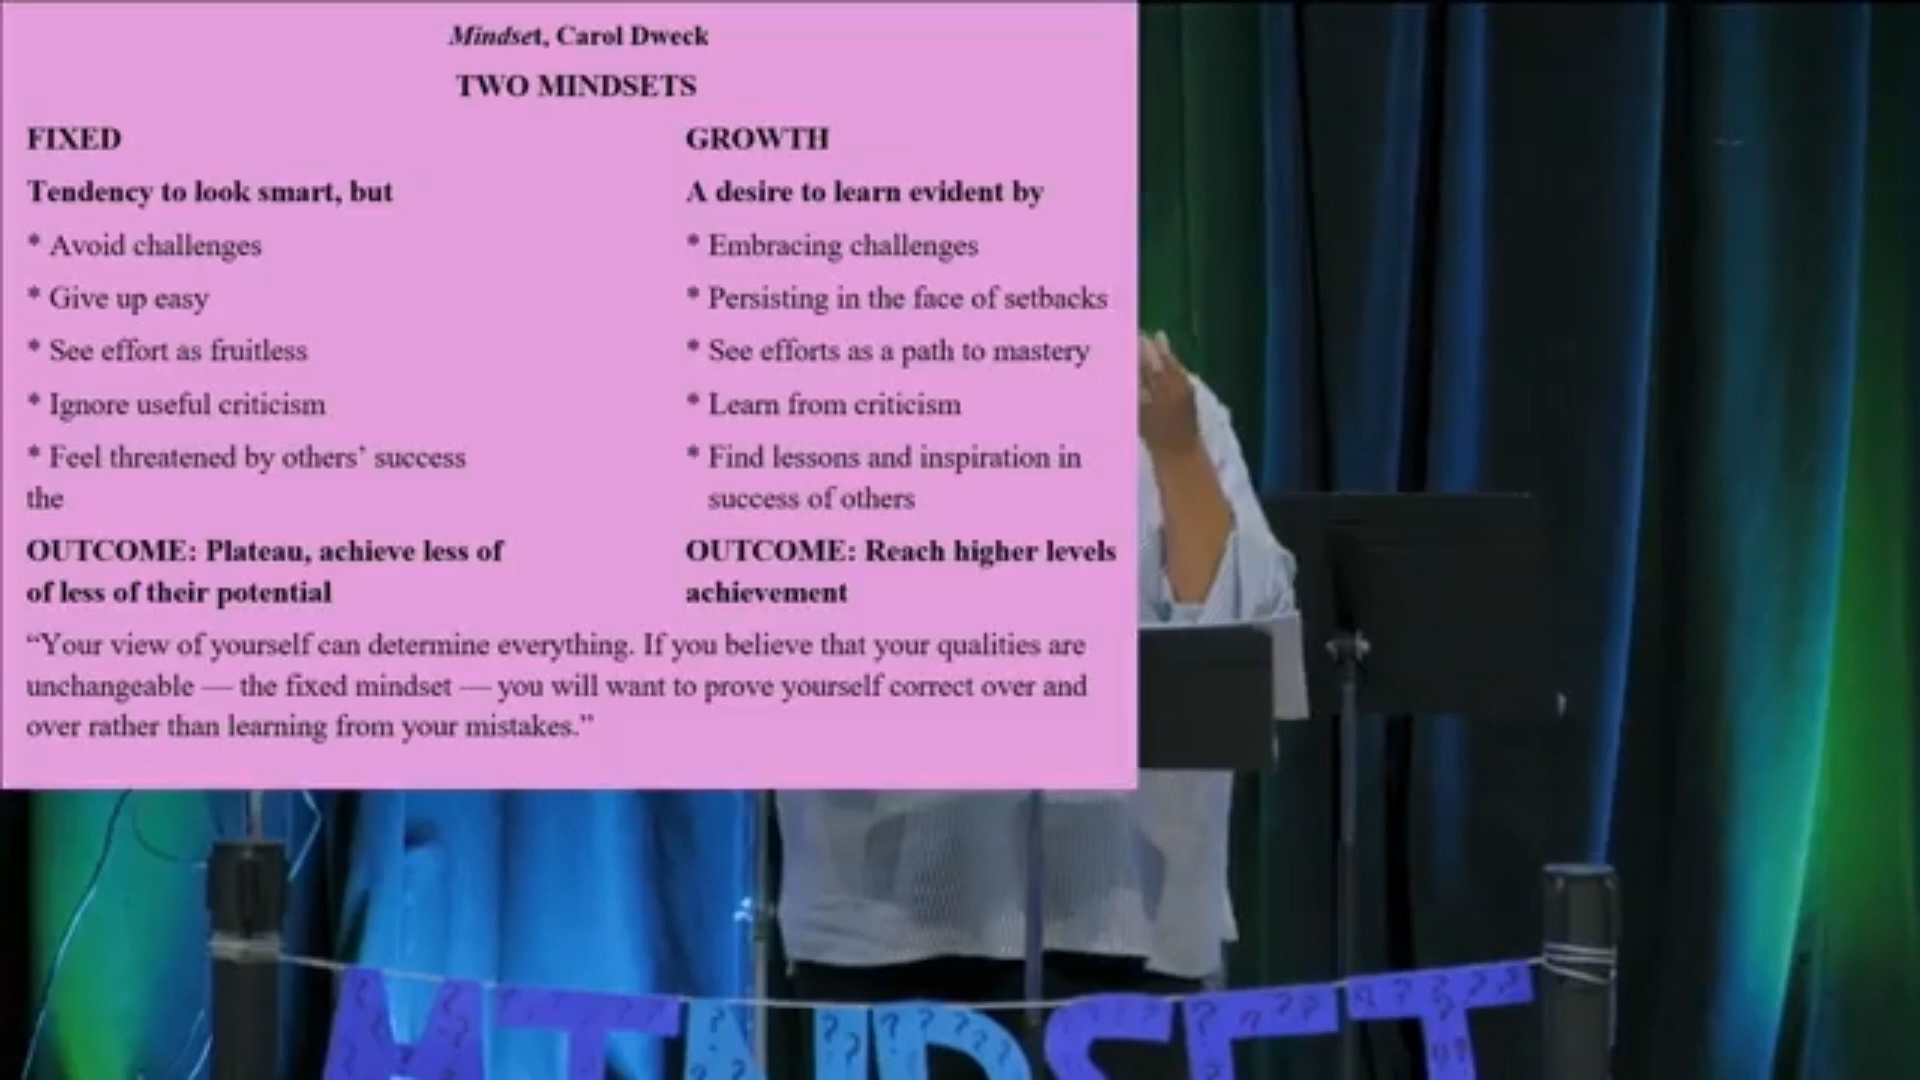 Mindset, Carol Dweck
TWO MINDSETS
FIXED
Tendency to look smart, but
* Avoid challenges
* Give up easy
* See effort as fruitless
* Ignore useful criticism
* Feel threatened by others’ success
the
OUTCOME: Plateau, achieve less of
of less of their potential
GROWTH
A desire to learn evident by
* Embracing challenges
* Persisting in the face of setbacks
* See efforts as a path to mastery
* Learn from criticism
* Find lessons and inspiration in
success of others
OUTCOME: Reach higher levels
achievement
“Your view of yourself can determine everything. If you believe that your qualities are
unchangeable — the fixed mindset — you will want to prove yourself correct over and
over rather than learning from your mistakes.”
MINDSET